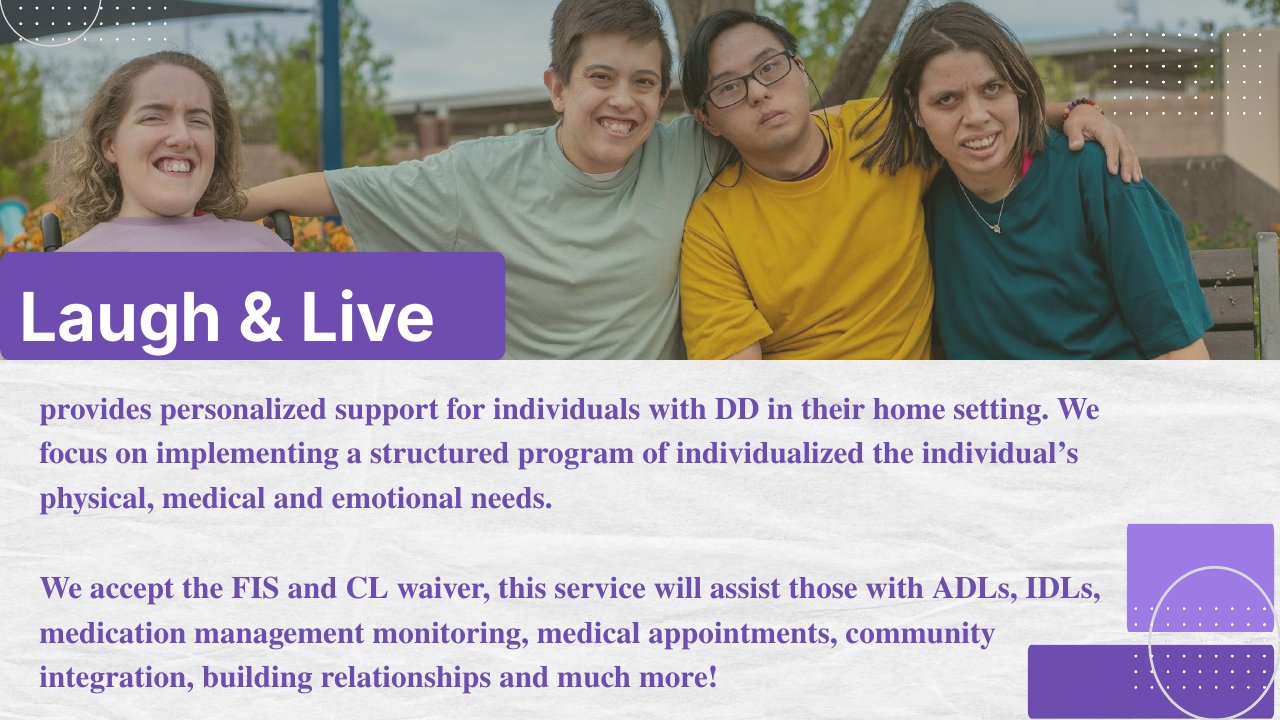 Laugh & Live
provides personalized support for individuals with DD in their home setting. We
focus on implementing a structured program of individualized the individual’s
physical, medical and emotional needs.
We accept the FIS and CL waiver, this service will assist those with ADLs, IDLs,
medication management monitoring, medical appointments, community
integration, building relationships and much more!